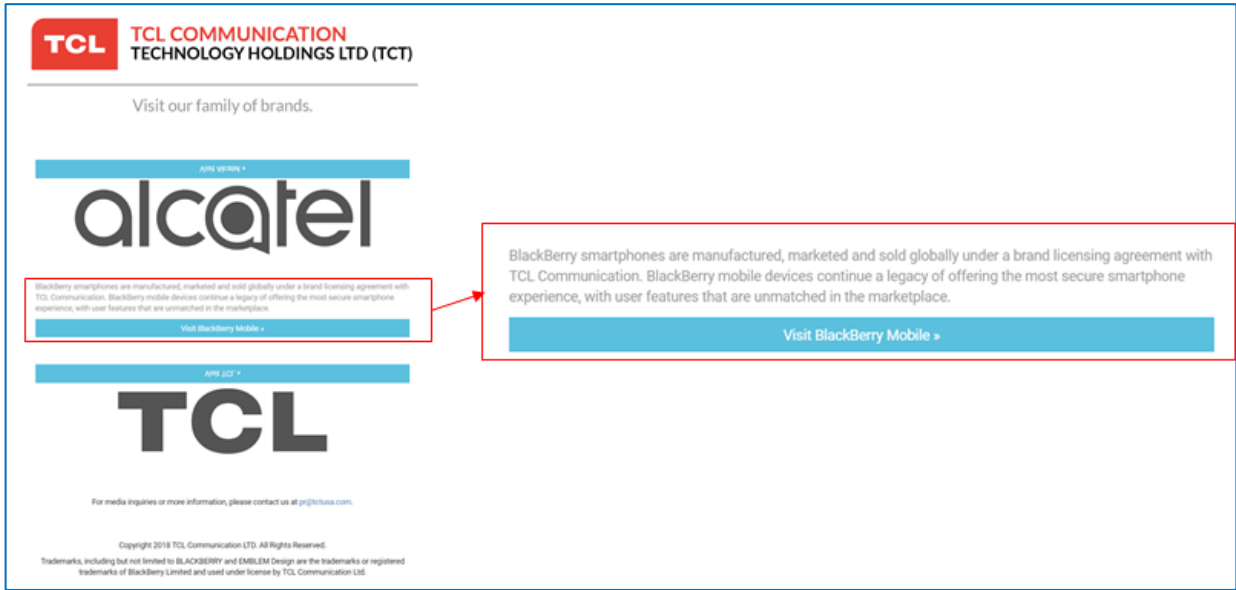 TCL
TCL COMMUNICATION
TECHNOLOGY HOLDINGS LTD (TCT)
Visit our family of brands.
Visit Alcatel »
alcatel
BlackBerry smartphones are manufactured, marketed and sold globally under a brand licensing agreement with
TCL Communication. BlackBerry mobile devices continue a legacy of offering the most secure smartphone
experience, with user features that are unmatched in the marketplace.
Visit BlackBerry Mobile »
Visit TCL »
TCL
For media inquiries or more information, please contact us at pr@tctusa.com.
Copyright 2018 TCL Communication LTD. All Rights Reserved.
Trademarks, including but not limited to BLACKBERRY and EMBLEM Design are the trademarks or registered
trademarks of BlackBerry Limited and used under license by TCL Communication Ltd.
BlackBerry smartphones are manufactured, marketed and sold globally under a brand licensing agreement with
TCL Communication. BlackBerry mobile devices continue a legacy of offering the most secure smartphone
experience, with user features that are unmatched in the marketplace.
Visit BlackBerry Mobile »